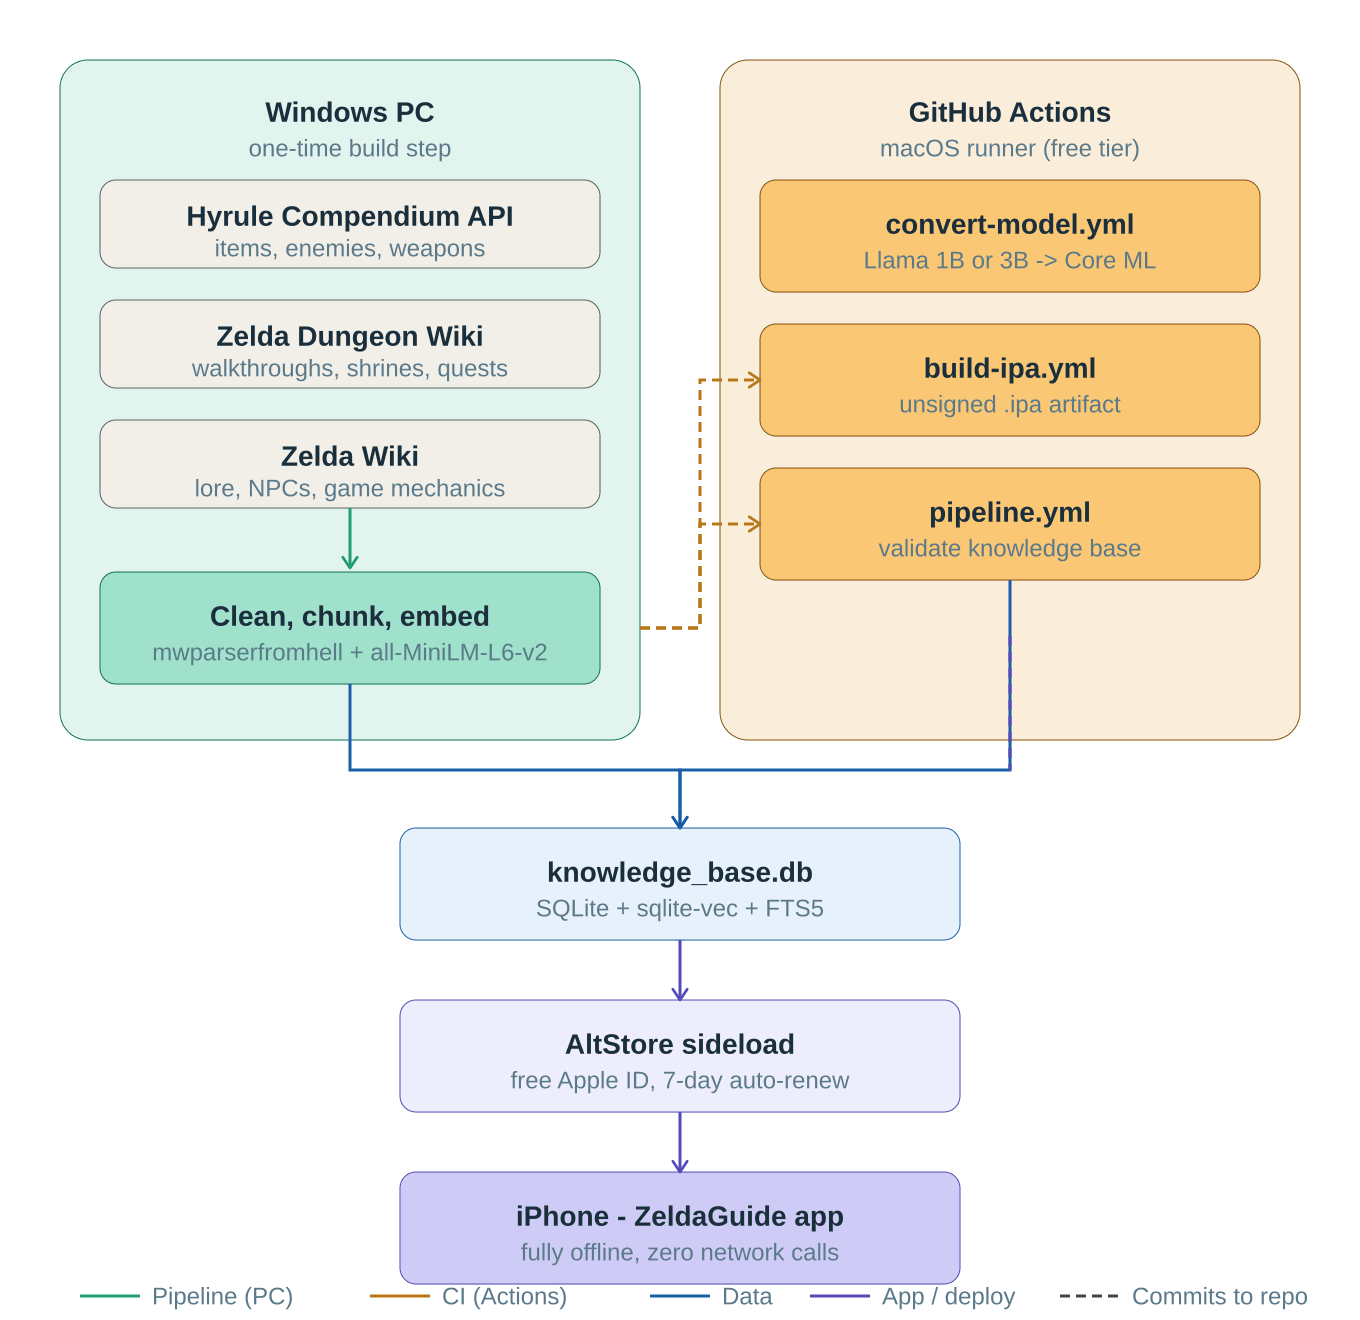 Windows PC
one-time build step
Hyrule Compendium API
items, enemies, weapons
Zelda Dungeon Wiki
walkthroughs, shrines, quests
Zelda Wiki
lore, NPCs, game mechanics
Clean, chunk, embed
mwparserfromhell + all-MiniLM-L6-v2
GitHub Actions
macOS runner (free tier)
convert-model.yml
Llama 1B or 3B -> Core ML
build-ipa.yml
unsigned .ipa artifact
pipeline.yml
validate knowledge base
knowledge_base.db
SQLite + sqlite-vec + FTS5
AltStore sideload
free Apple ID, 7-day auto-renew
iPhone - ZeldaGuide app
fully offline, zero network calls
Pipeline (PC)
CI (Actions)
Data
App / deploy
Commits to repo